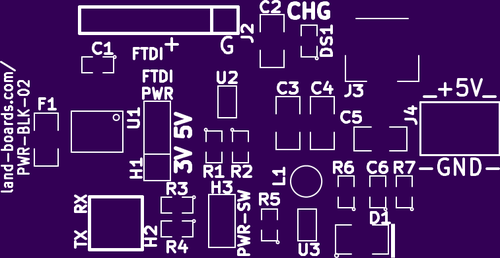 CHG
C2
J2
DS1
G
+
FTDI
C1
J3
FTDI
PWR
U2
land-boards.com/
PWR-BLK-02
F1
U1
3V 5V
H1
C3
C4
C5
J4
+5V
-GND-
R1
R2
L1
R6
C6
R7
R3
H3
R5
RX
TX
H2
R4
PWR-SW
U3
D1